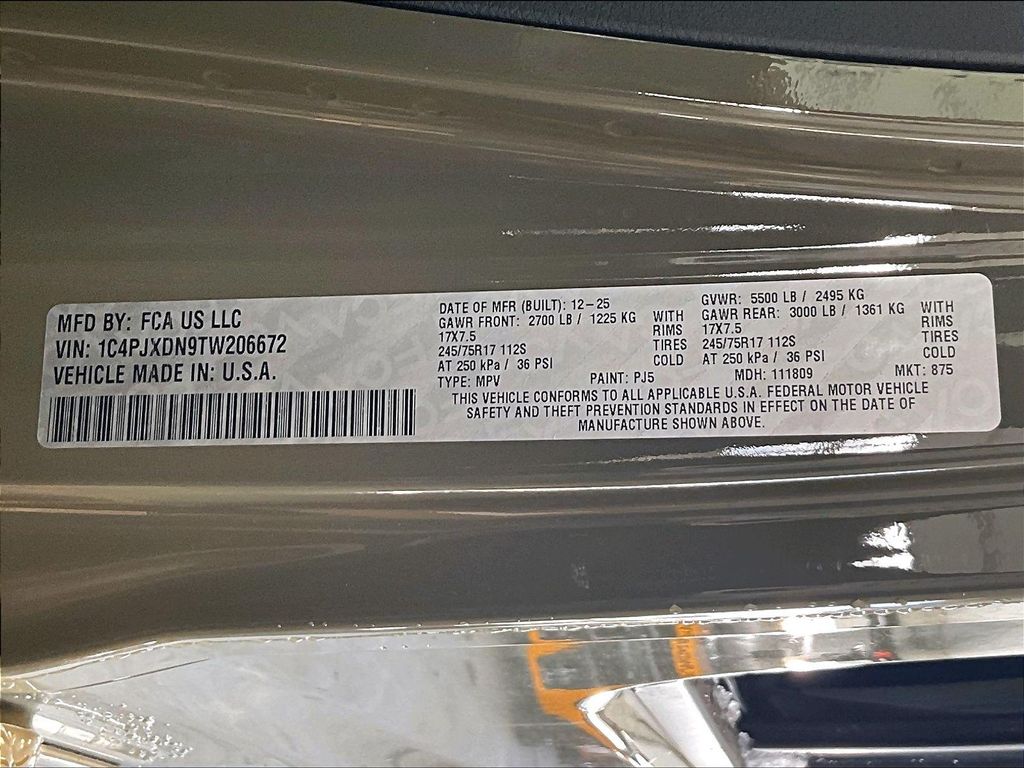 MFD BY: FCA US LLC
VIN: 1C4PJXDN9TW206672
VEHICLE MADE IN: U.S.A.
DATE OF MFR (BUILT): 12-25
GAWR FRONT: 2700 LB / 1225 KG WITH
17X7.5 RIMS
245/75R17 112S TIRES
AT 250 kPa / 36 PSI COLD
GVWR: 5500 LB / 2495 KG
GAWR REAR: 3000 LB / 1361 KG WITH
17X7.5 RIMS
245/75R17 112S TIRES
AT 250 kPa / 36 PSI COLD
TYPE: MPV PAINT: PJ5 MDH: 111809 MKT: 875
THIS VEHICLE CONFORMS TO ALL APPLICABLE U.S.A. FEDERAL MOTOR VEHICLE
SAFETY AND THEFT PREVENTION STANDARDS IN EFFECT ON THE DATE OF
MANUFACTURE SHOWN ABOVE.